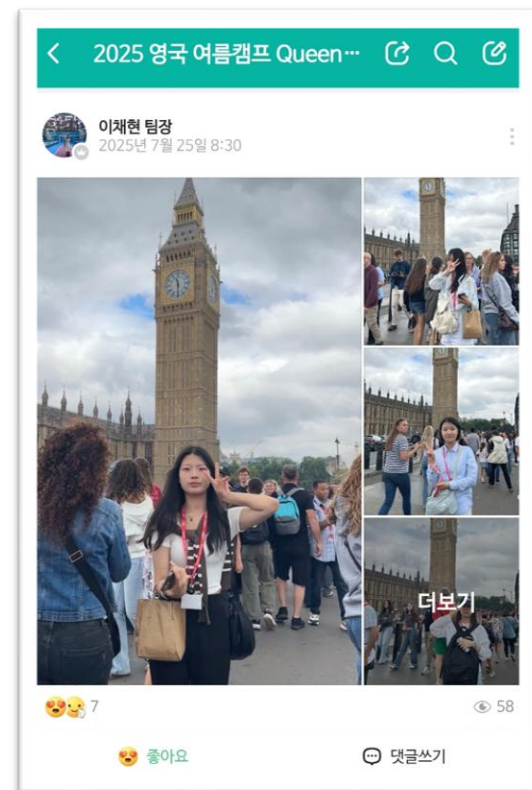 2025 영국 여름캠프 Queen…
이채현 팀장
2025년 7월 25일 8:30
더보기
7
58
좋아요
댓글쓰기